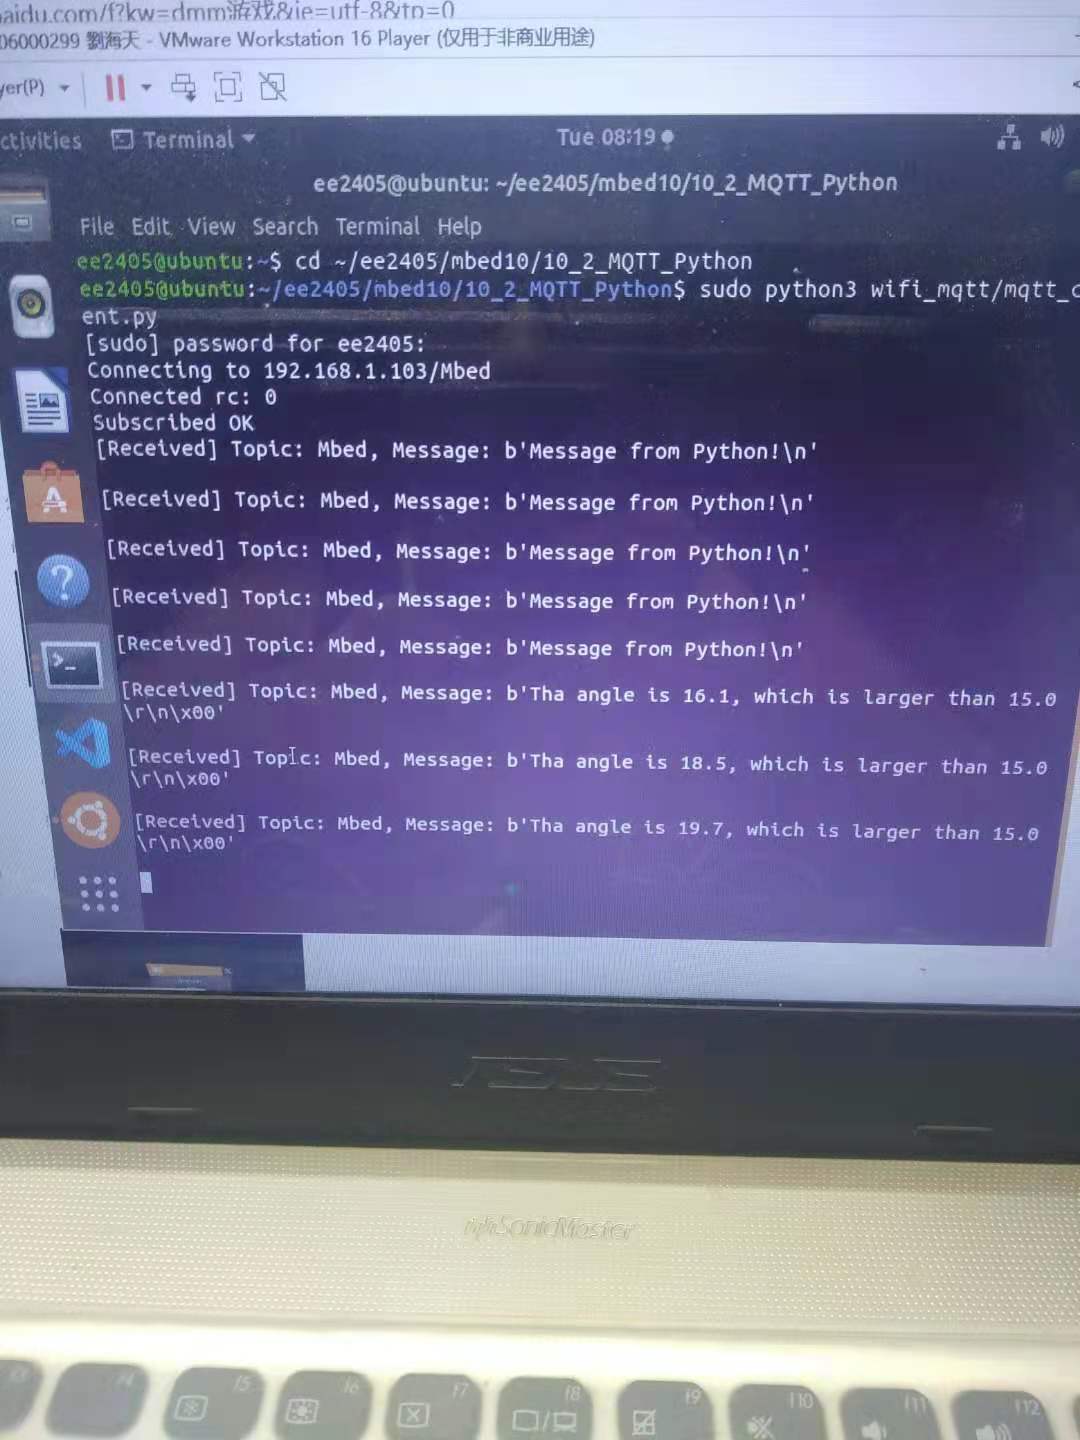 aidu.com/f?kw=dmm游戏&ie=utf-8&tp=0
06000299 劉海天 - VMware Workstation 16 Player (仅用于非商业用途)
yer(P)
ctivities Terminal Tue 08:19
ee2405@ubuntu: ~/ee2405/mbed10/10_2_MQTT_Python
File Edit View Search Terminal Help
ee2405@ubuntu:~$ cd ~/ee2405/mbed10/10_2_MQTT_Python
ee2405@ubuntu:~/ee2405/mbed10/10_2_MQTT_Python$ sudo python3 wifi_mqtt/mqtt_c
ent.py
[sudo] password for ee2405:
Connecting to 192.168.1.103/Mbed
Connected rc: 0
Subscribed OK
[Received] Topic: Mbed, Message: b'Message from Python!\n'
[Received] Topic: Mbed, Message: b'Message from Python!\n'
[Received] Topic: Mbed, Message: b'Message from Python!\n'
[Received] Topic: Mbed, Message: b'Message from Python!\n'
[Received] Topic: Mbed, Message: b'Message from Python!\n'
[Received] Topic: Mbed, Message: b'Tha angle is 16.1, which is larger than 15.0
\r\n\x00'
[Received] Topic: Mbed, Message: b'Tha angle is 18.5, which is larger than 15.0
\r\n\x00'
[Received] Topic: Mbed, Message: b'Tha angle is 19.7, which is larger than 15.0
\r\n\x00'
ASUS
SonicMaster
f4 f5 f6 f7 f8 f9 f10 f11 f12